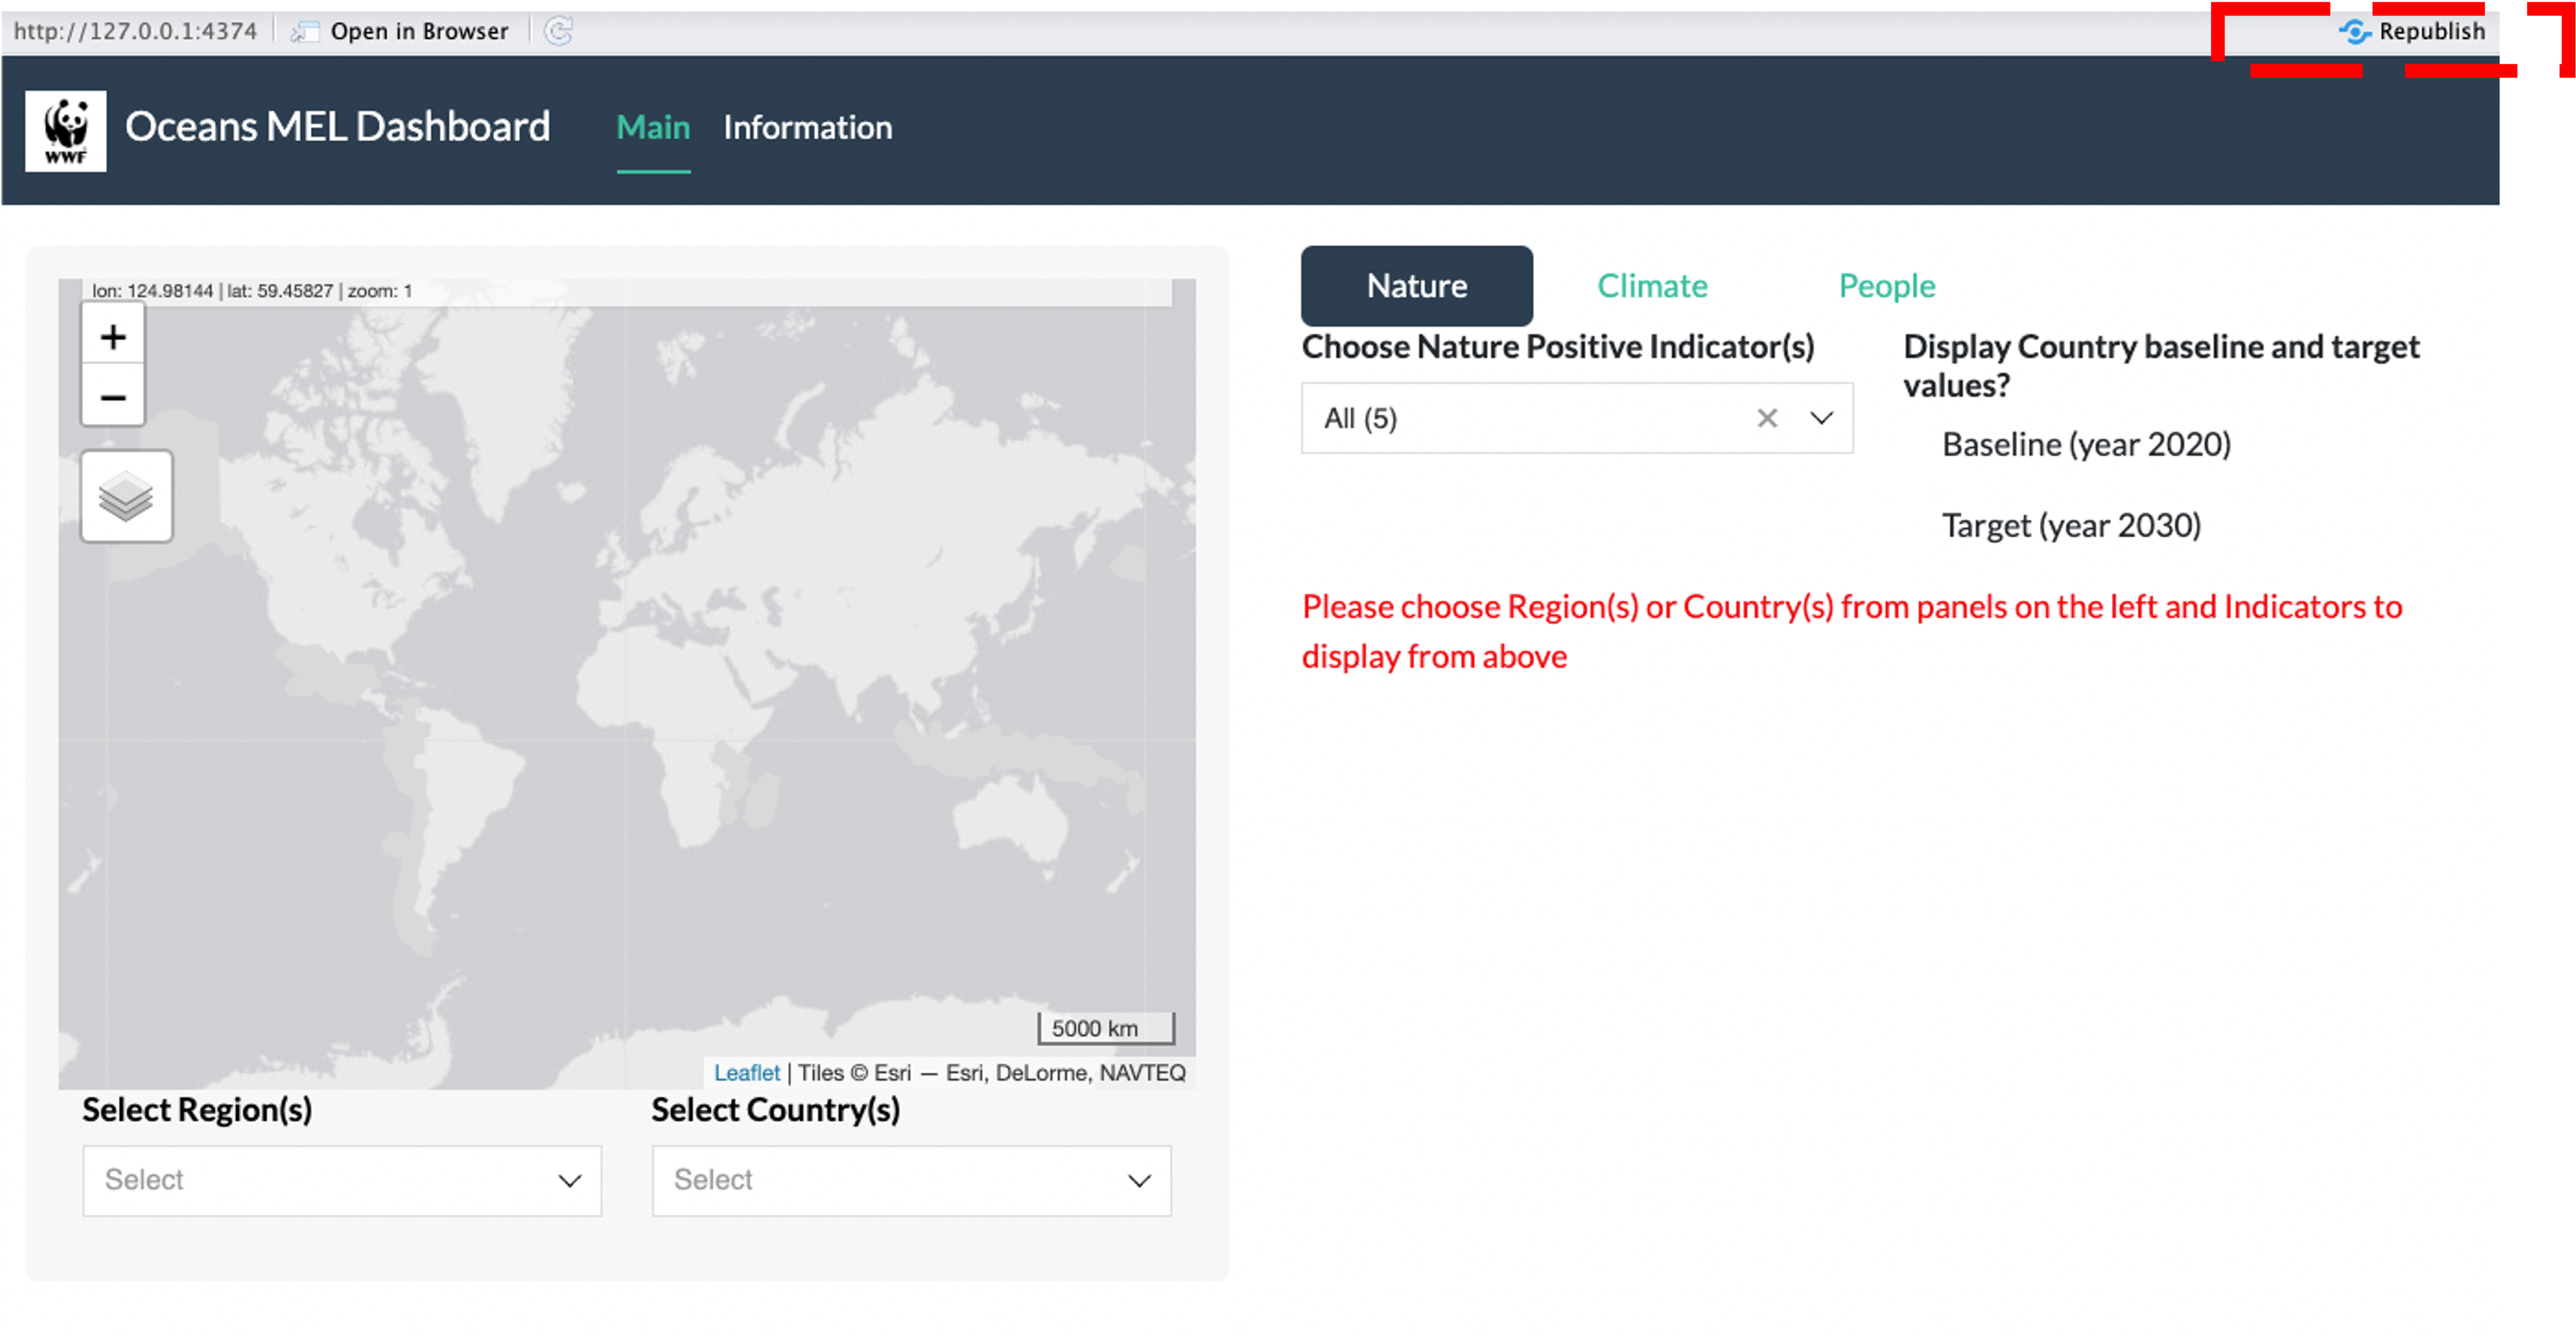 http://127.0.0.1:4374 Open in Browser Republish
WWF
Oceans MEL Dashboard Main Information
lon: 124.98144 | lat: 59.45827 | zoom: 1
+
−
5000 km
Leaflet | Tiles © Esri — Esri, DeLorme, NAVTEQ
Select Region(s) Select Country(s)
Select Select
Nature Climate People
Choose Nature Positive Indicator(s)
All (5) ×
Display Country baseline and target
values?
Baseline (year 2020)
Target (year 2030)
Please choose Region(s) or Country(s) from panels on the left and Indicators to
display from above